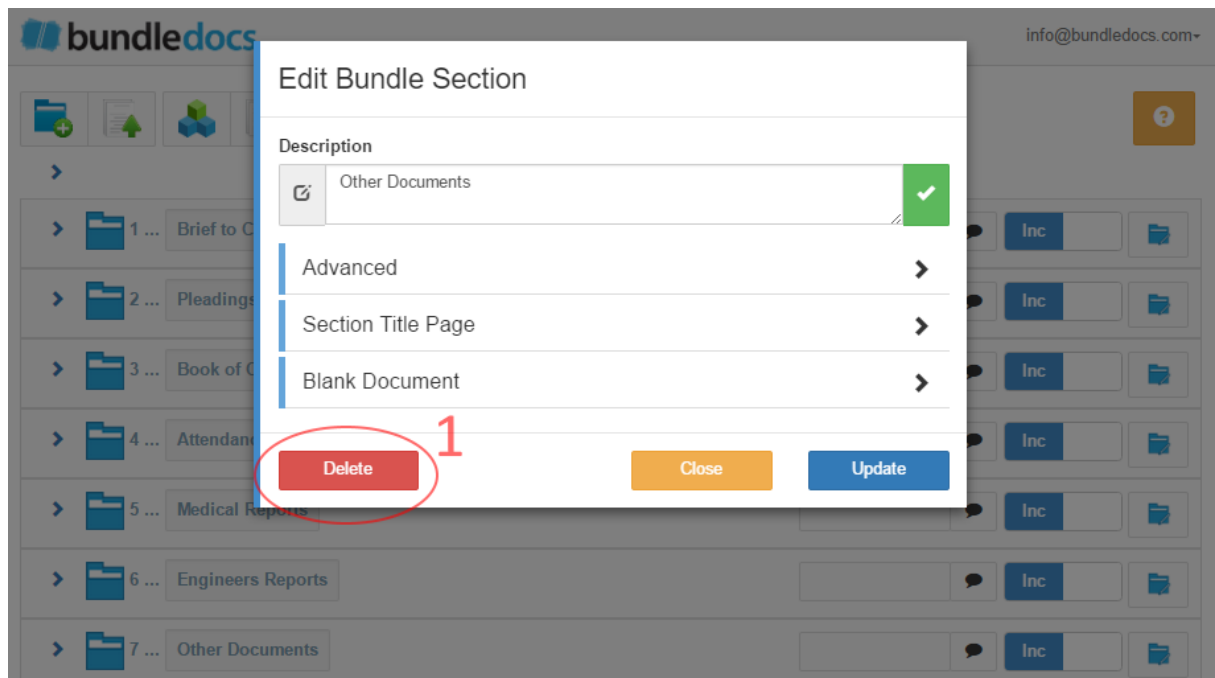 bundledocs
info@bundledocs.com
Edit Bundle Section
Description
Other Documents
Advanced
Section Title Page
Blank Document
1
Delete
Close
Update
1 ... Brief to C
Inc
2 ... Pleadings
Inc
3 ... Book of
Inc
4 ... Attendan
Inc
5 ... Medical Reports
Inc
6 ... Engineers Reports
Inc
7 ... Other Documents
Inc